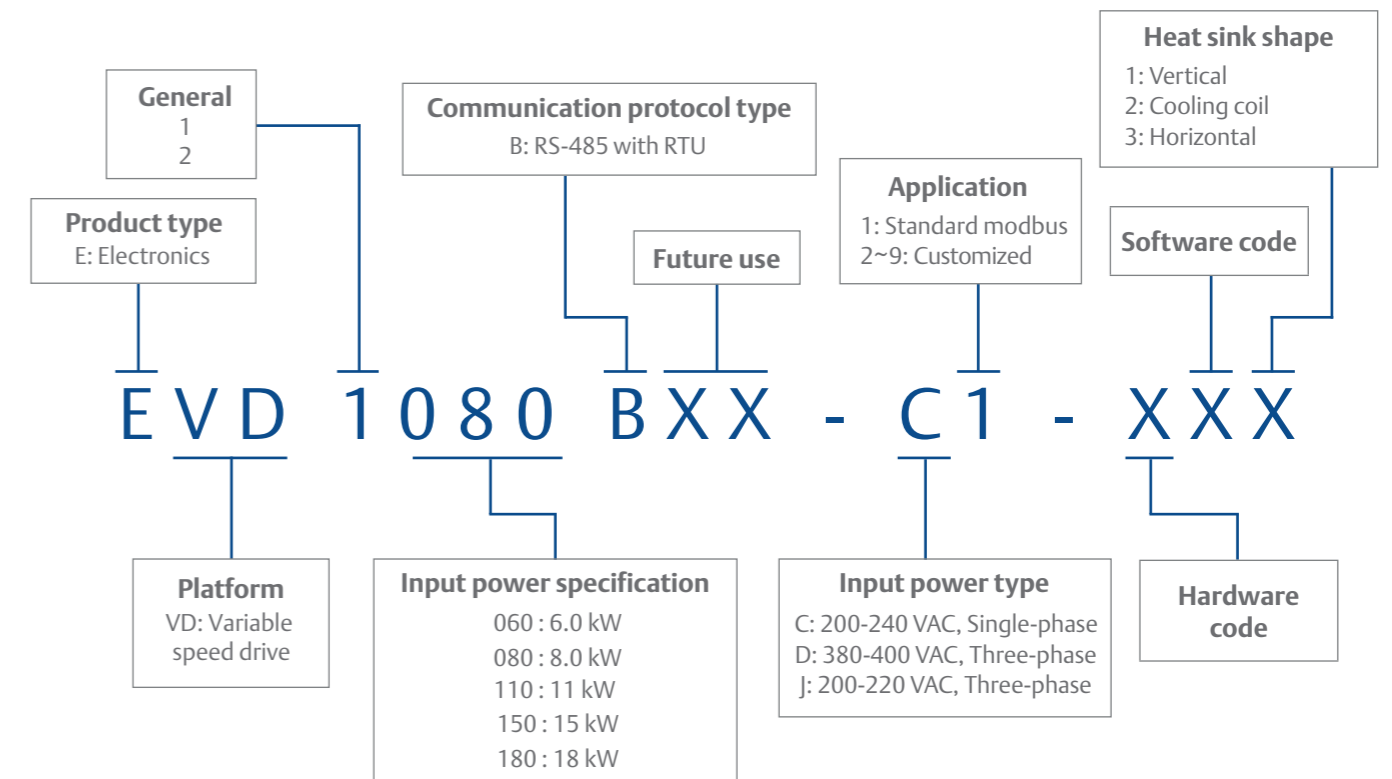 Heat sink shape
1: Vertical
2: Cooling coil
3: Horizontal
General
1
2
Communication protocol type
B: RS-485 with RTU
Application
1: Standard modbus
2~9: Customized
Product type
E: Electronics
Future use
Software code
EVD 1080 BXX - C1 - XXX
Platform
VD: Variable
speed drive
Input power specification
060 : 6.0 kW
080 : 8.0 kW
110 : 11 kW
150 : 15 kW
180 : 18 kW
Input power type
C: 200-240 VAC, Single-phase
D: 380-400 VAC, Three-phase
J: 200-220 VAC, Three-phase
Hardware
code